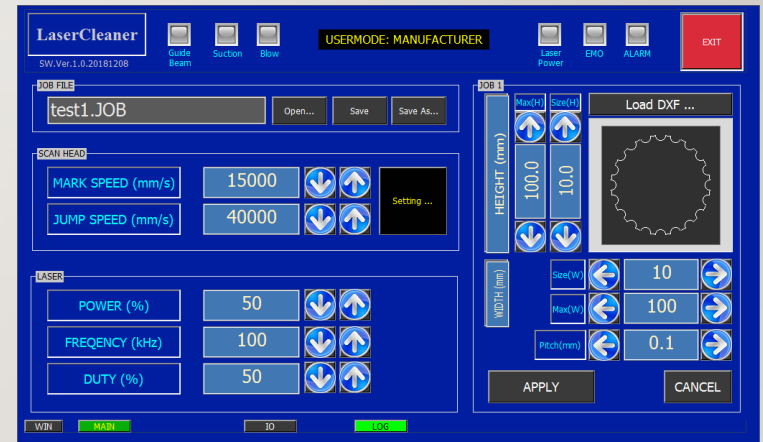 LaserCleaner
SW.Ver.1.0.20181208
Guide
Beam
Suction
Blow
USERMODE: MANUFACTURER
Laser
Power
EMO
ALARM
EXIT
JOB FILE
test1.JOB
Open...
Save
Save As...
SCAN HEAD
MARK SPEED (mm/s)
15000
JUMP SPEED (mm/s)
40000
Setting ...
LASER
POWER (%)
50
FREQENCY (kHz)
100
DUTY (%)
50
JOB 1
HEIGHT (mm)
Max(H)
Size(H)
100.0
10.0
Load DXF ...
WIDTH (mm)
Size(W)
10
Max(W)
100
Pitch(mm)
0.1
APPLY
CANCEL
WIN
MAIN
IO
LOG